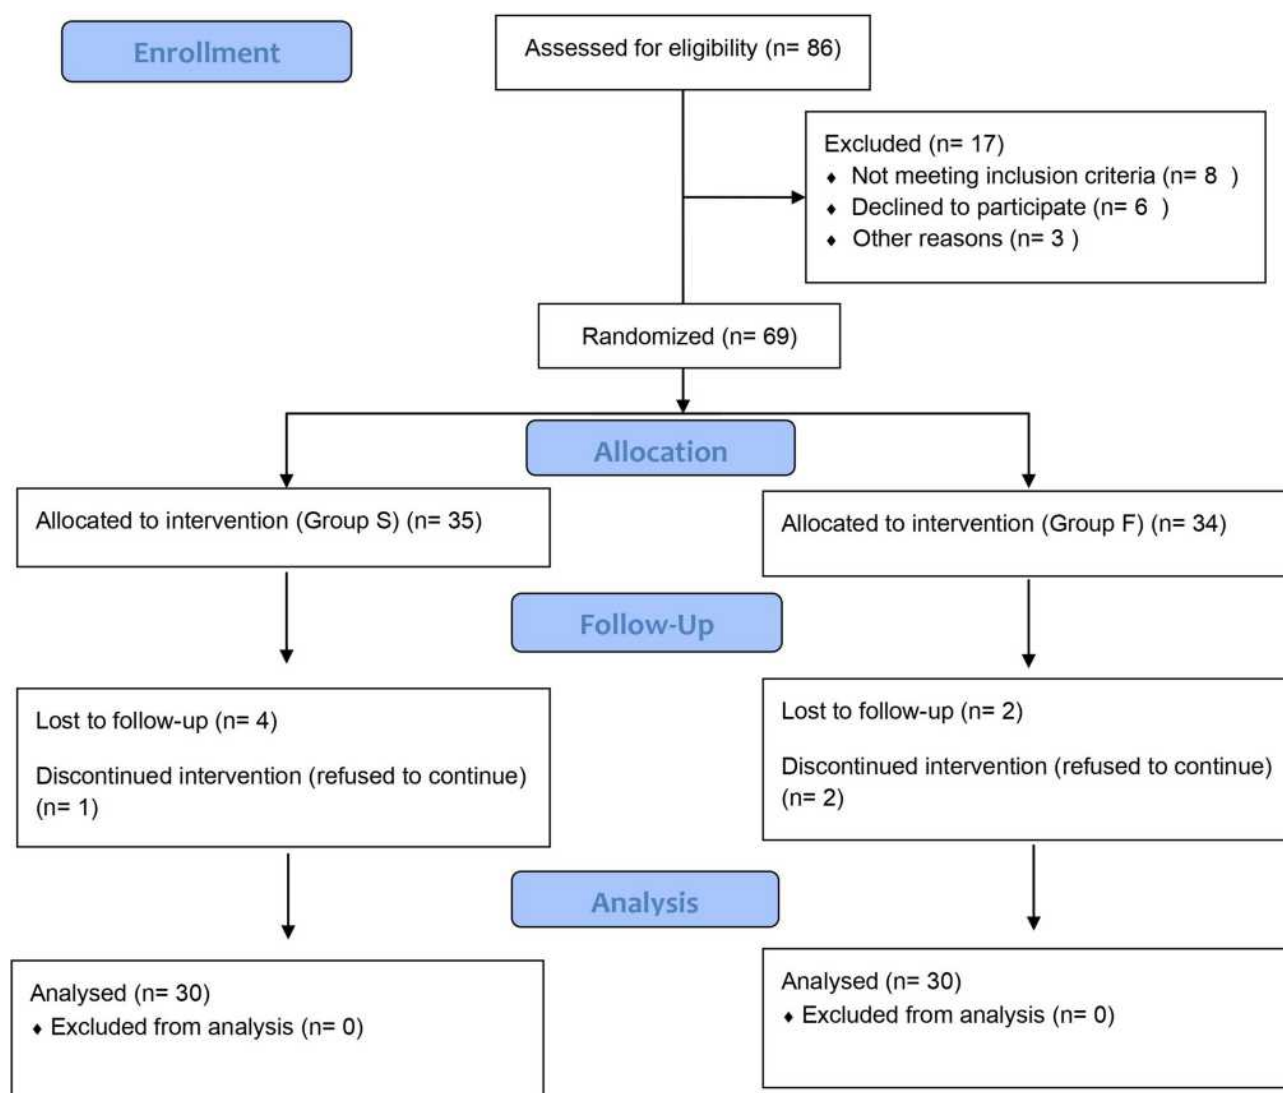 Enrollment
Assessed for eligibility (n= 86)
Excluded (n= 17)
♦ Not meeting inclusion criteria (n= 8 )
♦ Declined to participate (n= 6 )
♦ Other reasons (n= 3 )
Randomized (n= 69)
Allocation
Allocated to intervention (Group S) (n= 35)
Allocated to intervention (Group F) (n= 34)
Follow-Up
Lost to follow-up (n= 4)
Discontinued intervention (refused to continue)
(n= 1)
Lost to follow-up (n= 2)
Discontinued intervention (refused to continue)
(n= 2)
Analysis
Analysed (n= 30)
♦ Excluded from analysis (n= 0)
Analysed (n= 30)
♦ Excluded from analysis (n= 0)